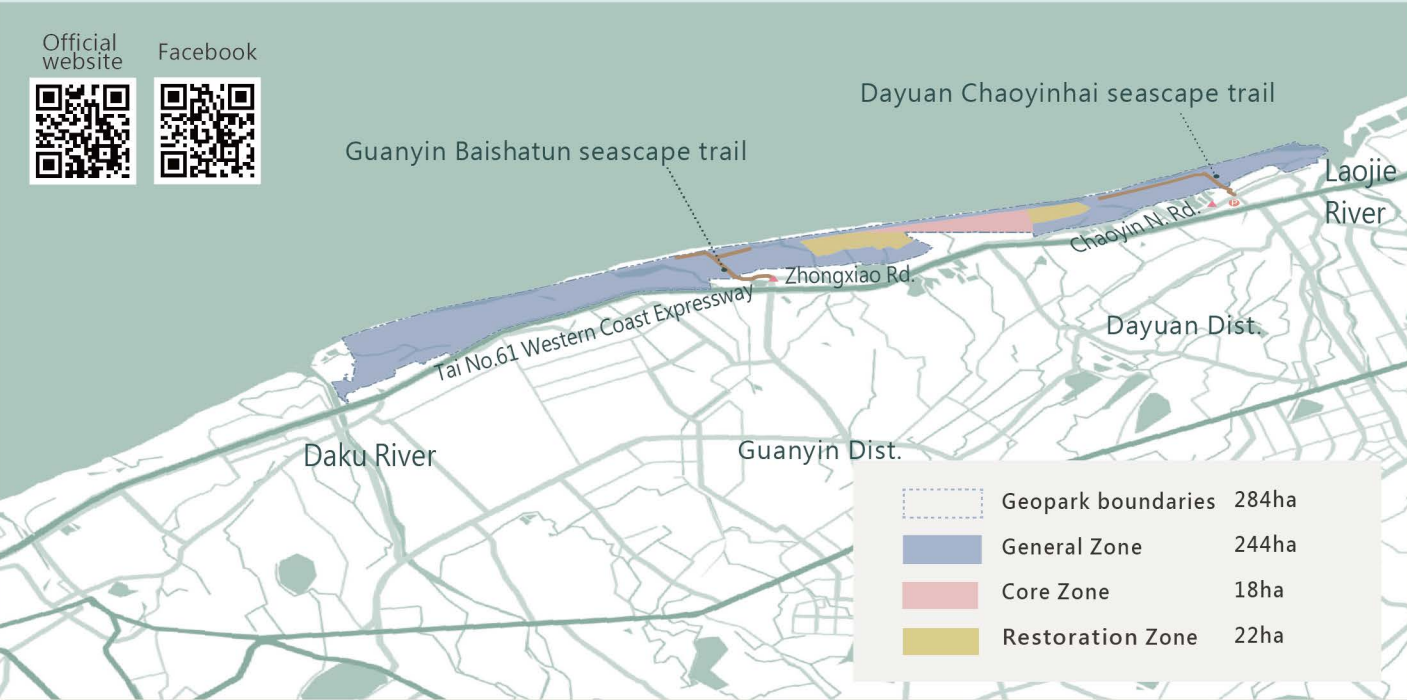 Official
website
Facebook
Dayuan Chaoyinhai seascape trail
Guanyin Baishatun seascape trail
Laojie
River
Chaoyin N. Rd.
P
Zhongxiao Rd.
Tai No.61 Western Coast Expressway
Dayuan Dist.
Daku River
Guanyin Dist.
Geopark boundaries 284ha
General Zone 244ha
Core Zone 18ha
Restoration Zone 22ha